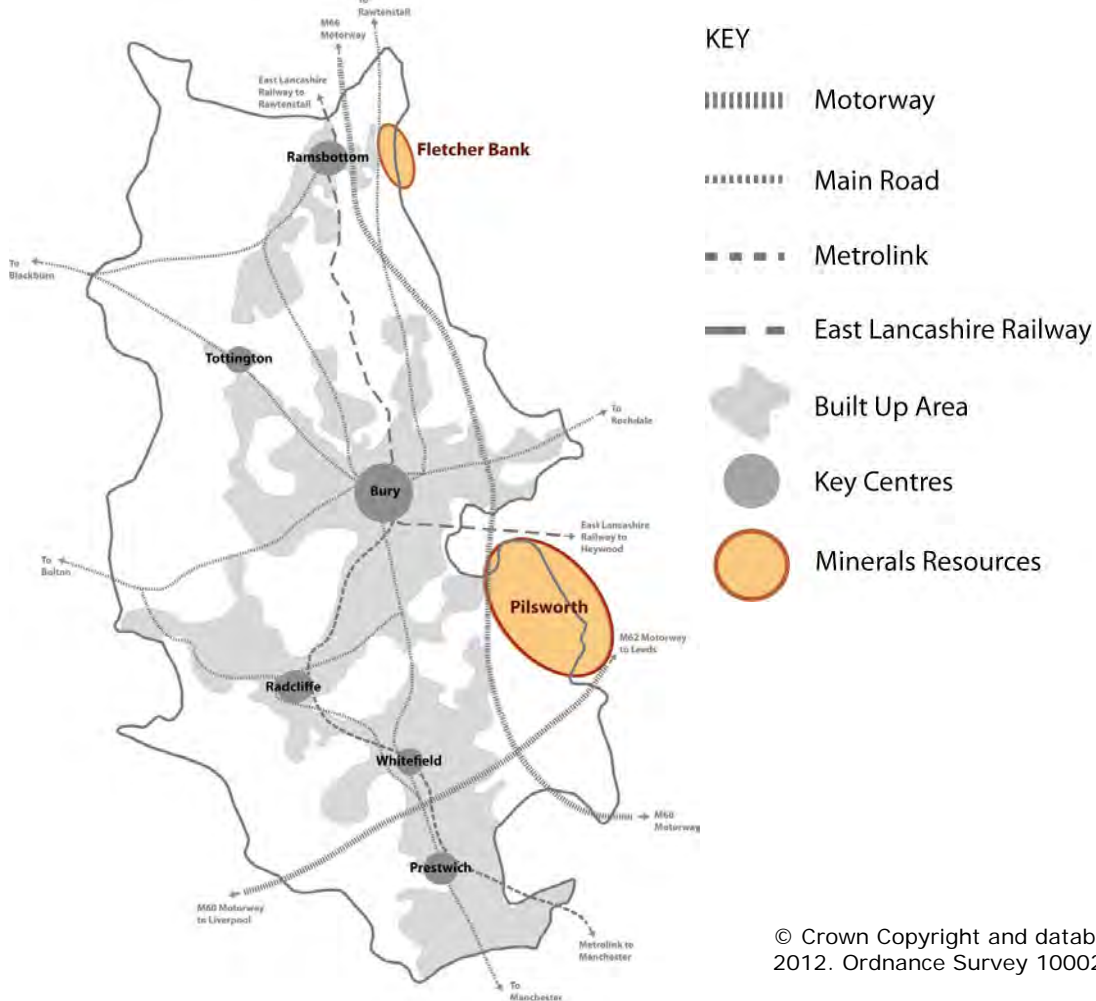 To
Rawtenstall
M66
Motorway
East Lancashire
Railway to
Rawtenstall
Ramsbottom
Fletcher Bank
To
Blackburn
Tottington
To
Rochdale
Bury
East Lancashire
Railway to
Heywood
To
Bolton
Pilsworth
M62 Motorway
to Leeds
Radcliffe
Whitefield
M60
Motorway
Prestwich
M60 Motorway
to Liverpool
Metrolink to
Manchester
To
Manchester
KEY
Motorway
Main Road
Metrolink
East Lancashire Railway
Built Up Area
Key Centres
Minerals Resources
© Crown Copyright and datab
2012. Ordnance Survey 10002